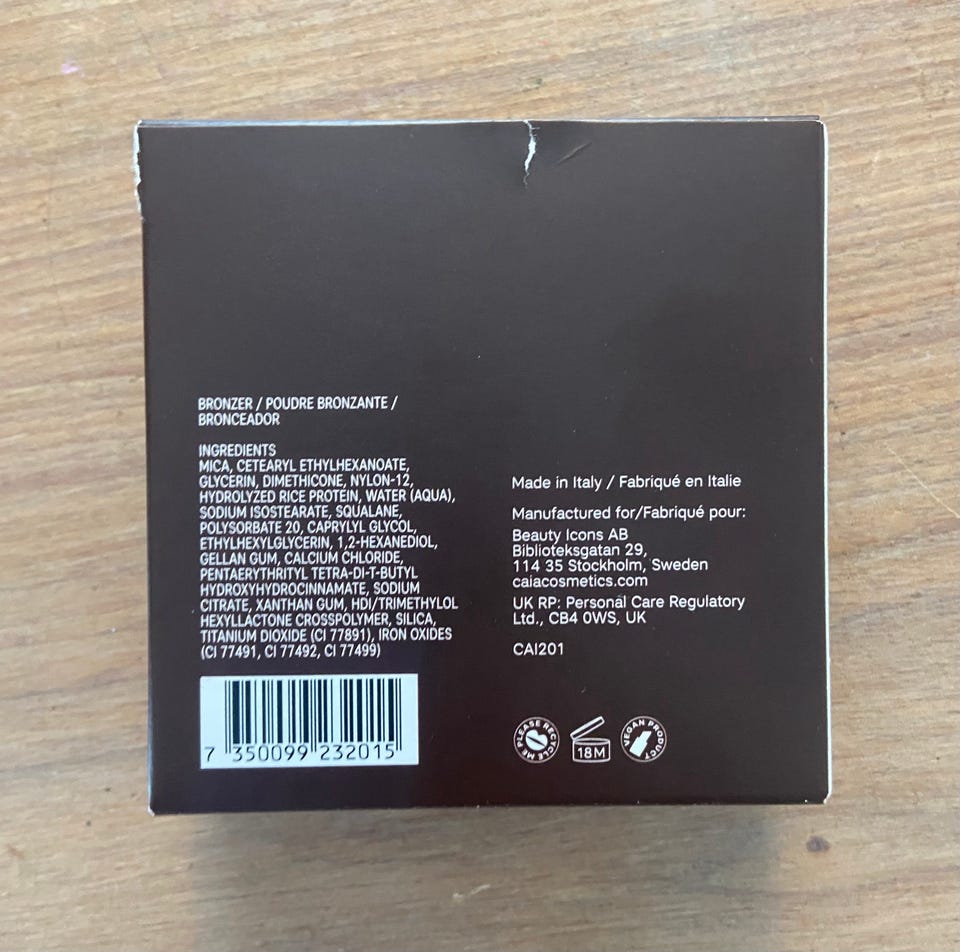 BRONZER / POUDRE BRONZANTE /
BRONCEADOR
INGREDIENTS
MICA, CETEARYL ETHYLHEXANOATE,
GLYCERIN, DIMETHICONE, NYLON-12,
HYDROLYZED RICE PROTEIN, WATER (AQUA),
SODIUM ISOSTEARATE, SQUALANE,
POLYSORBATE 20, CAPRYLYL GLYCOL,
ETHYLHEXYLGLYCERIN, 1,2-HEXANEDIOL,
GELLAN GUM, CALCIUM CHLORIDE,
PENTAERYTHRITYL TETRA-DI-T-BUTYL
HYDROXYHYDROCINNAMATE, SODIUM
CITRATE, XANTHAN GUM, HDI/TRIMETHYLOL
HEXYLLACTONE CROSSPOLYMER, SILICA,
TITANIUM DIOXIDE (CI 77891), IRON OXIDES
(CI 77491, CI 77492, CI 77499)
7 350099 232015
Made in Italy / Fabriqué en Italie
Manufactured for/Fabriqué pour:
Beauty Icons AB
Biblioteksgatan 29,
114 35 Stockholm, Sweden
caiacosmetics.com
UK RP: Personal Care Regulatory
Ltd., CB4 0WS, UK
CAI201
PLEASE RECYCLE ME
18M
VEGAN PRODUCT